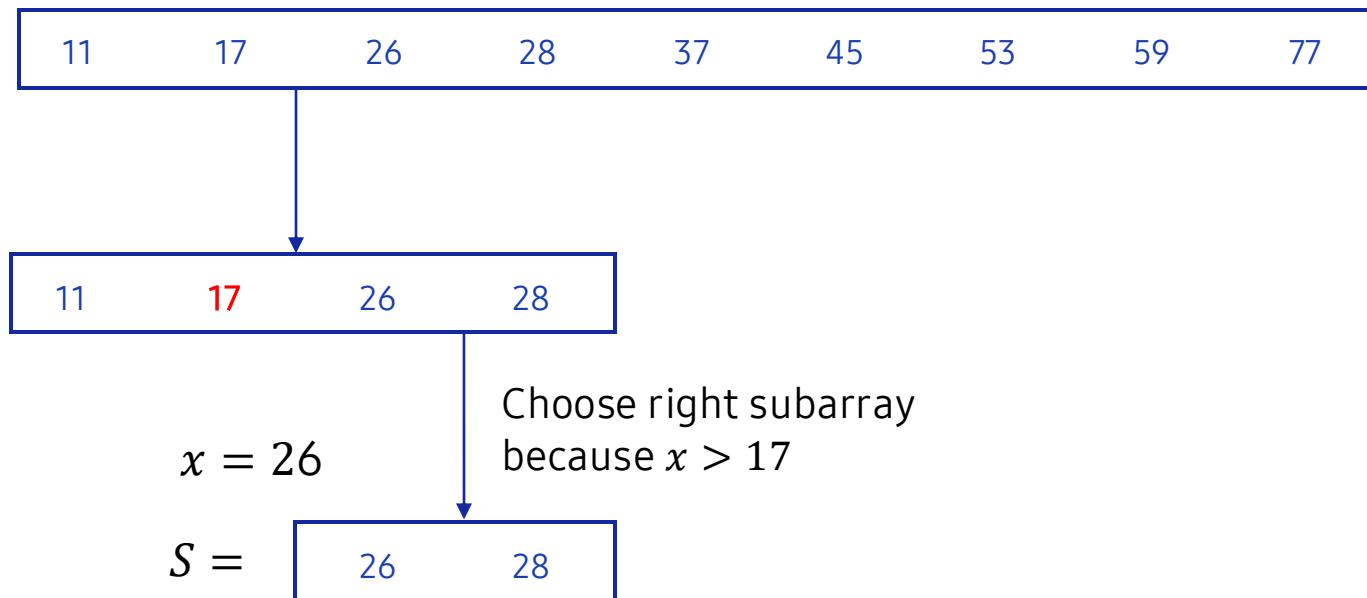 11 17 26 28 37 45 53 59 77
11 17 26 28
Choose right subarray
because x > 17
x = 26
S =
26 28